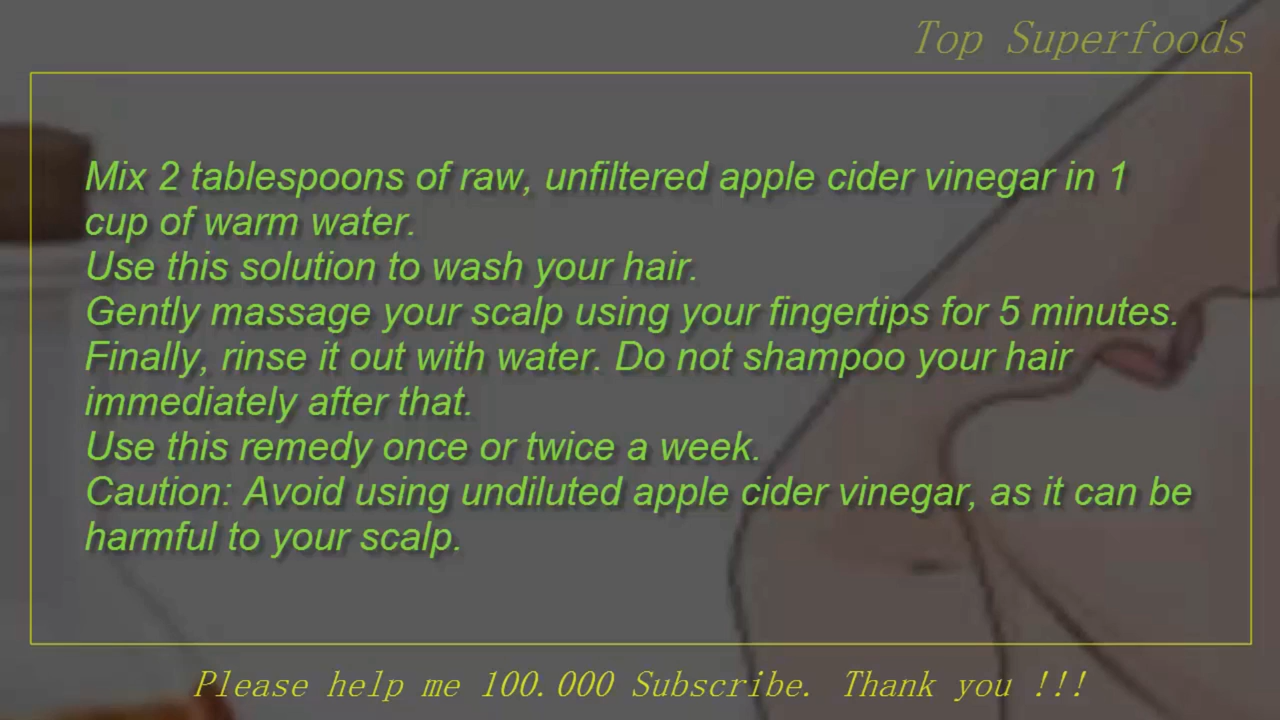 Top Superfoods
Mix 2 tablespoons of raw, unfiltered apple cider vinegar in 1
cup of warm water.
Use this solution to wash your hair.
Gently massage your scalp using your fingertips for 5 minutes.
Finally, rinse it out with water. Do not shampoo your hair
immediately after that.
Use this remedy once or twice a week.
Caution: Avoid using undiluted apple cider vinegar, as it can be
harmful to your scalp.
Please help me 100.000 Subscribe. Thank you !!!